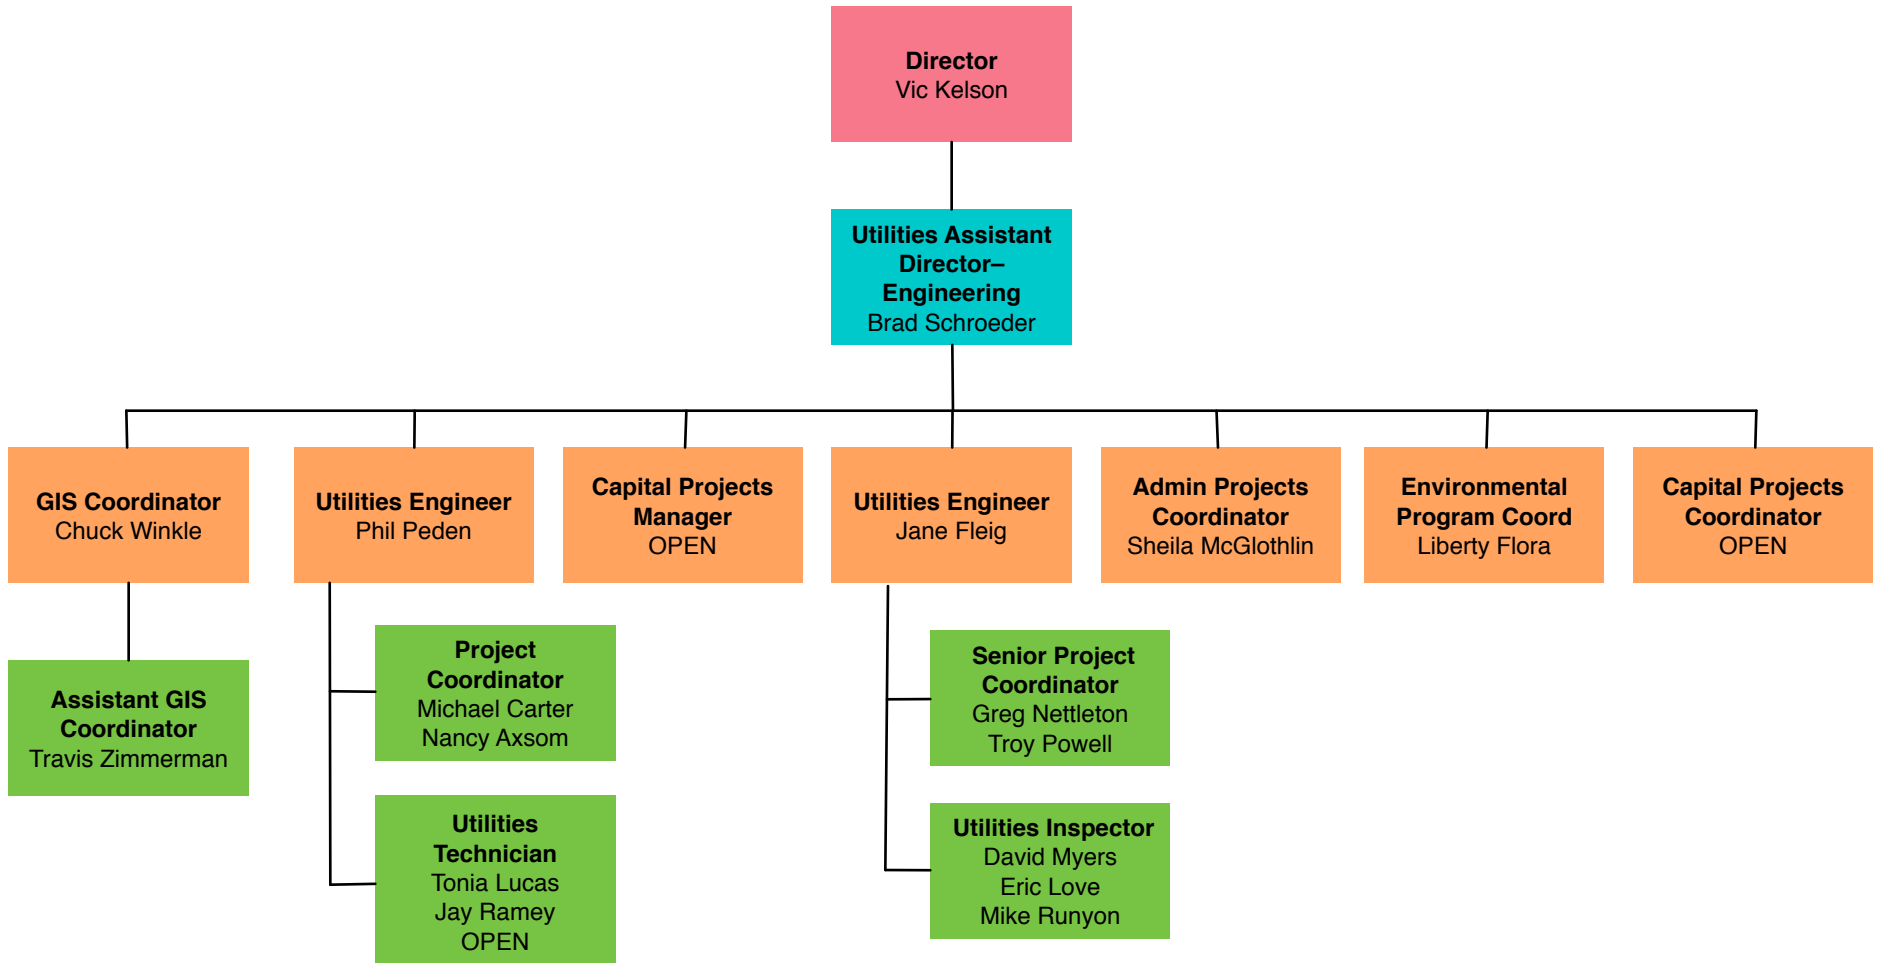 Director
Vic Kelson
Utilities Assistant
Director–
Engineering
Brad Schroeder
GIS Coordinator
Chuck Winkle
Utilities Engineer
Phil Peden
Capital Projects
Manager
OPEN
Utilities Engineer
Jane Fleig
Admin Projects
Coordinator
Sheila McGlothlin
Environmental
Program Coord
Liberty Flora
Capital Projects
Coordinator
OPEN
Assistant GIS
Coordinator
Travis Zimmerman
Project
Coordinator
Michael Carter
Nancy Axsom
Utilities
Technician
Tonia Lucas
Jay Ramey
OPEN
Senior Project
Coordinator
Greg Nettleton
Troy Powell
Utilities Inspector
David Myers
Eric Love
Mike Runyon